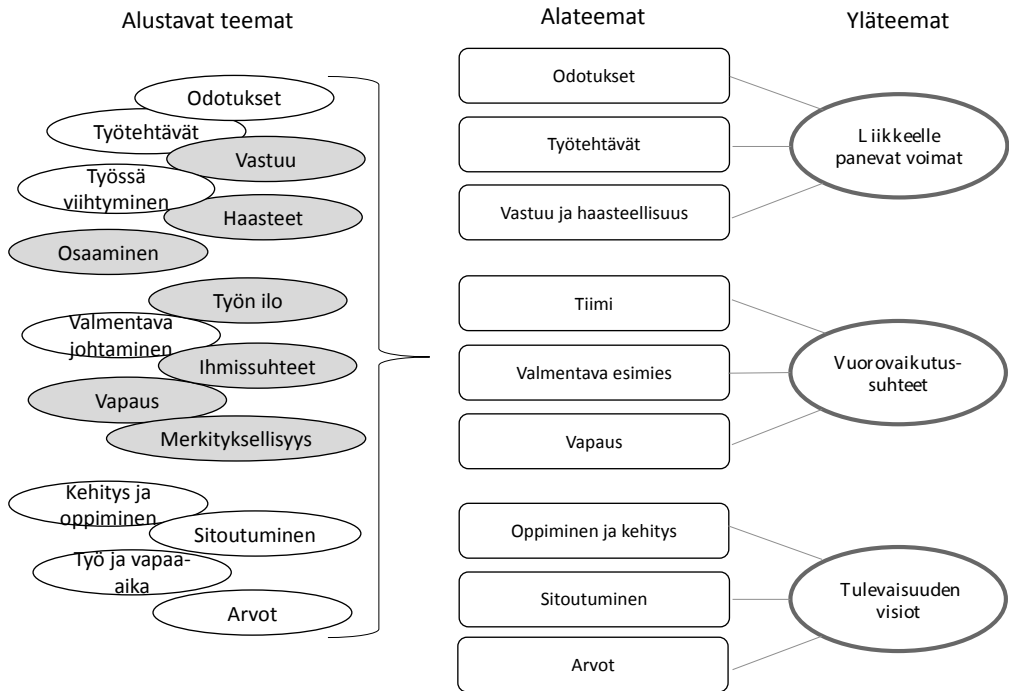 Alustavat teemat
Odotukset
Työtehtävät
Vastuu
Työssä
viihtyminen
Haasteet
Osaaminen
Työn ilo
Valmentava
johtaminen
Ihmissuhteet
Vapaus
Merkityksellisyys
Kehitys ja
oppiminen
Sitoutuminen
Työ ja vapaa-
aika
Arvot
Alateemat
Odotukset
Työtehtävät
Vastuu ja haasteellisuus
Tiimi
Valmentava esimies
Vapaus
Oppiminen ja kehitys
Sitoutuminen
Arvot
Yläteemat
Liikkeelle
panevat voimat
Vuorovaikutus-
suhteet
Tulevaisuuden
visiot